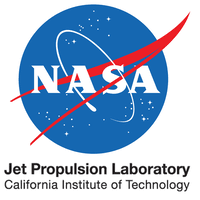 NASA
Jet Propulsion Laboratory
California Institute of Technology